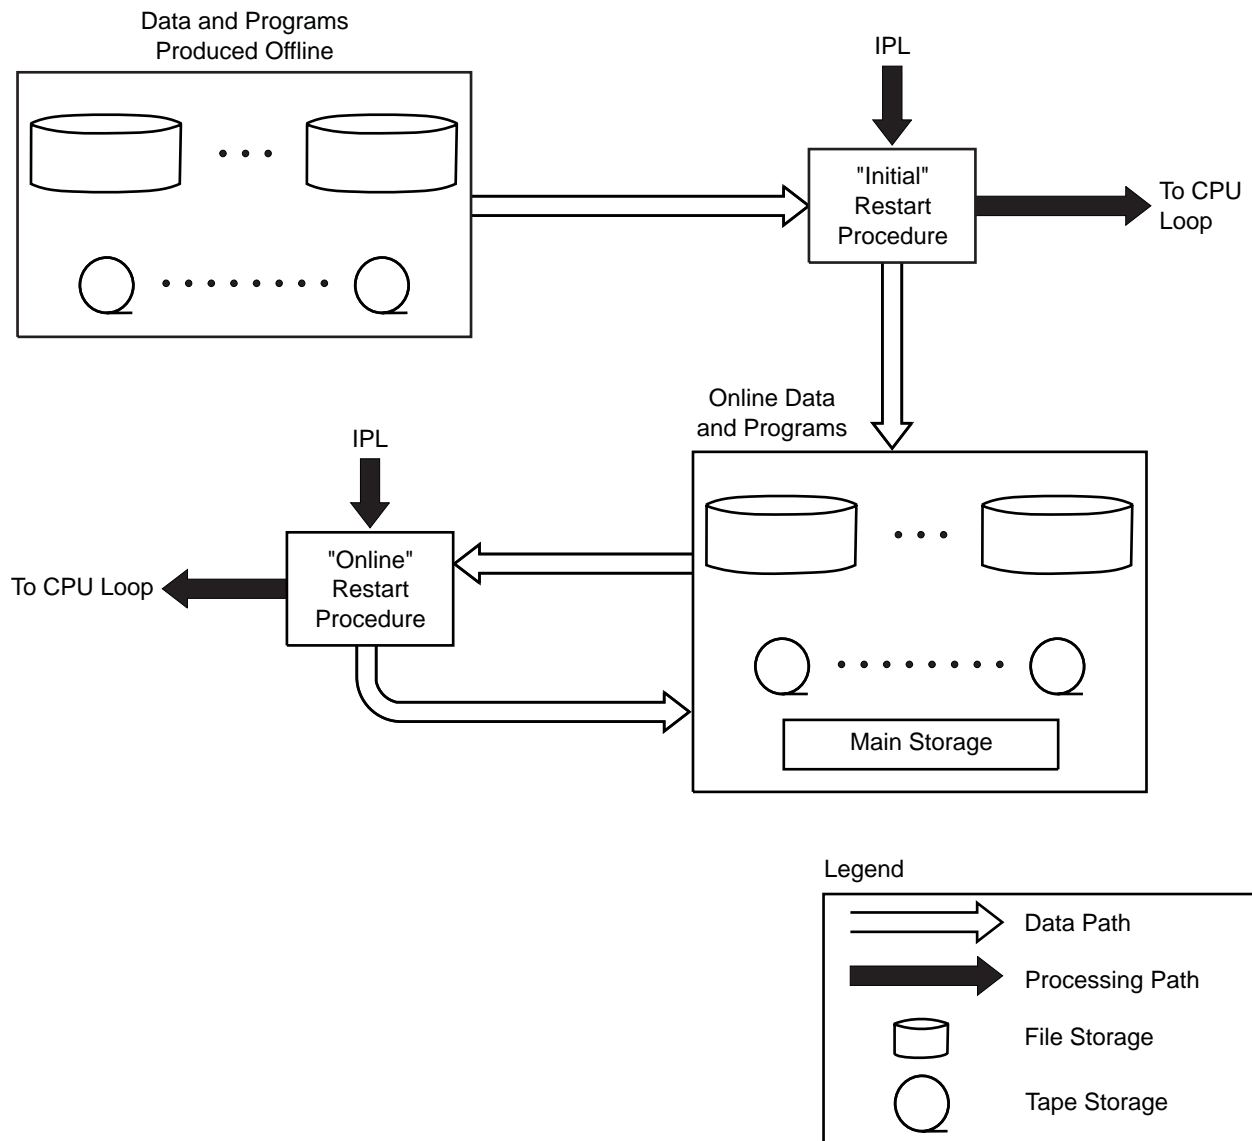 Data and Programs
Produced Offline
IPL
"Initial"
Restart
Procedure
To CPU
Loop
Online Data
and Programs
IPL
"Online"
Restart
Procedure
To CPU Loop
Main Storage
Legend
Data Path
Processing Path
File Storage
Tape Storage